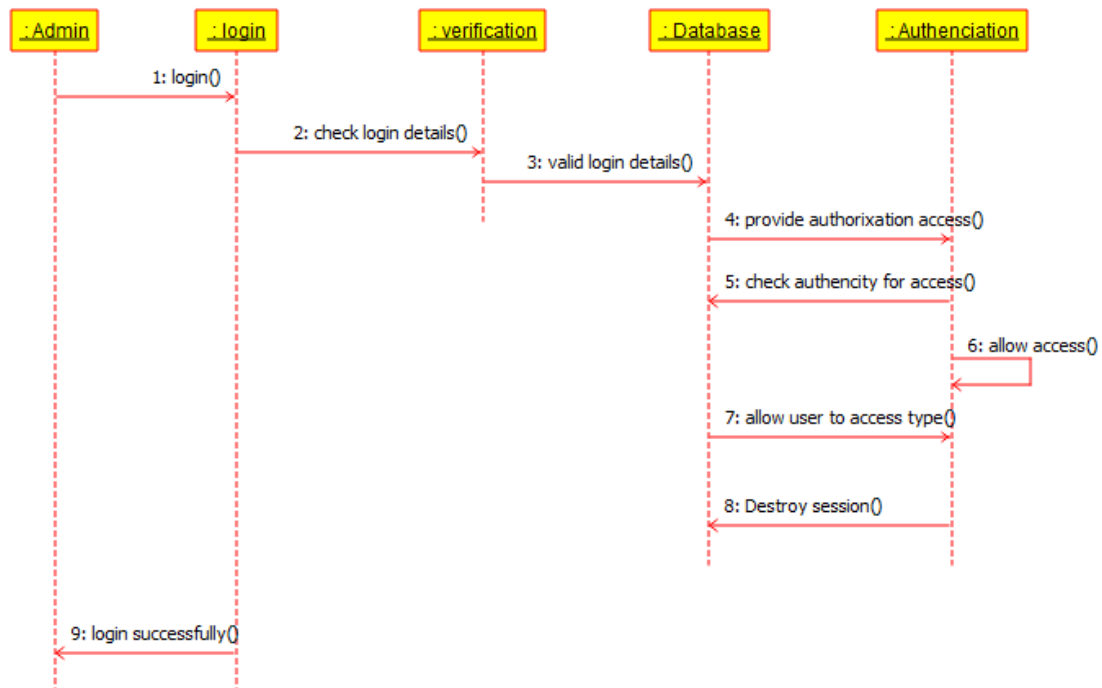 : Admin
: login
: verification
: Database
: Authenciation
1: login()
2: check login details()
3: valid login details()
4: provide authorixation access()
5: check authencity for access()
6: allow access()
7: allow user to access type()
8: Destroy session()
9: login successfully()